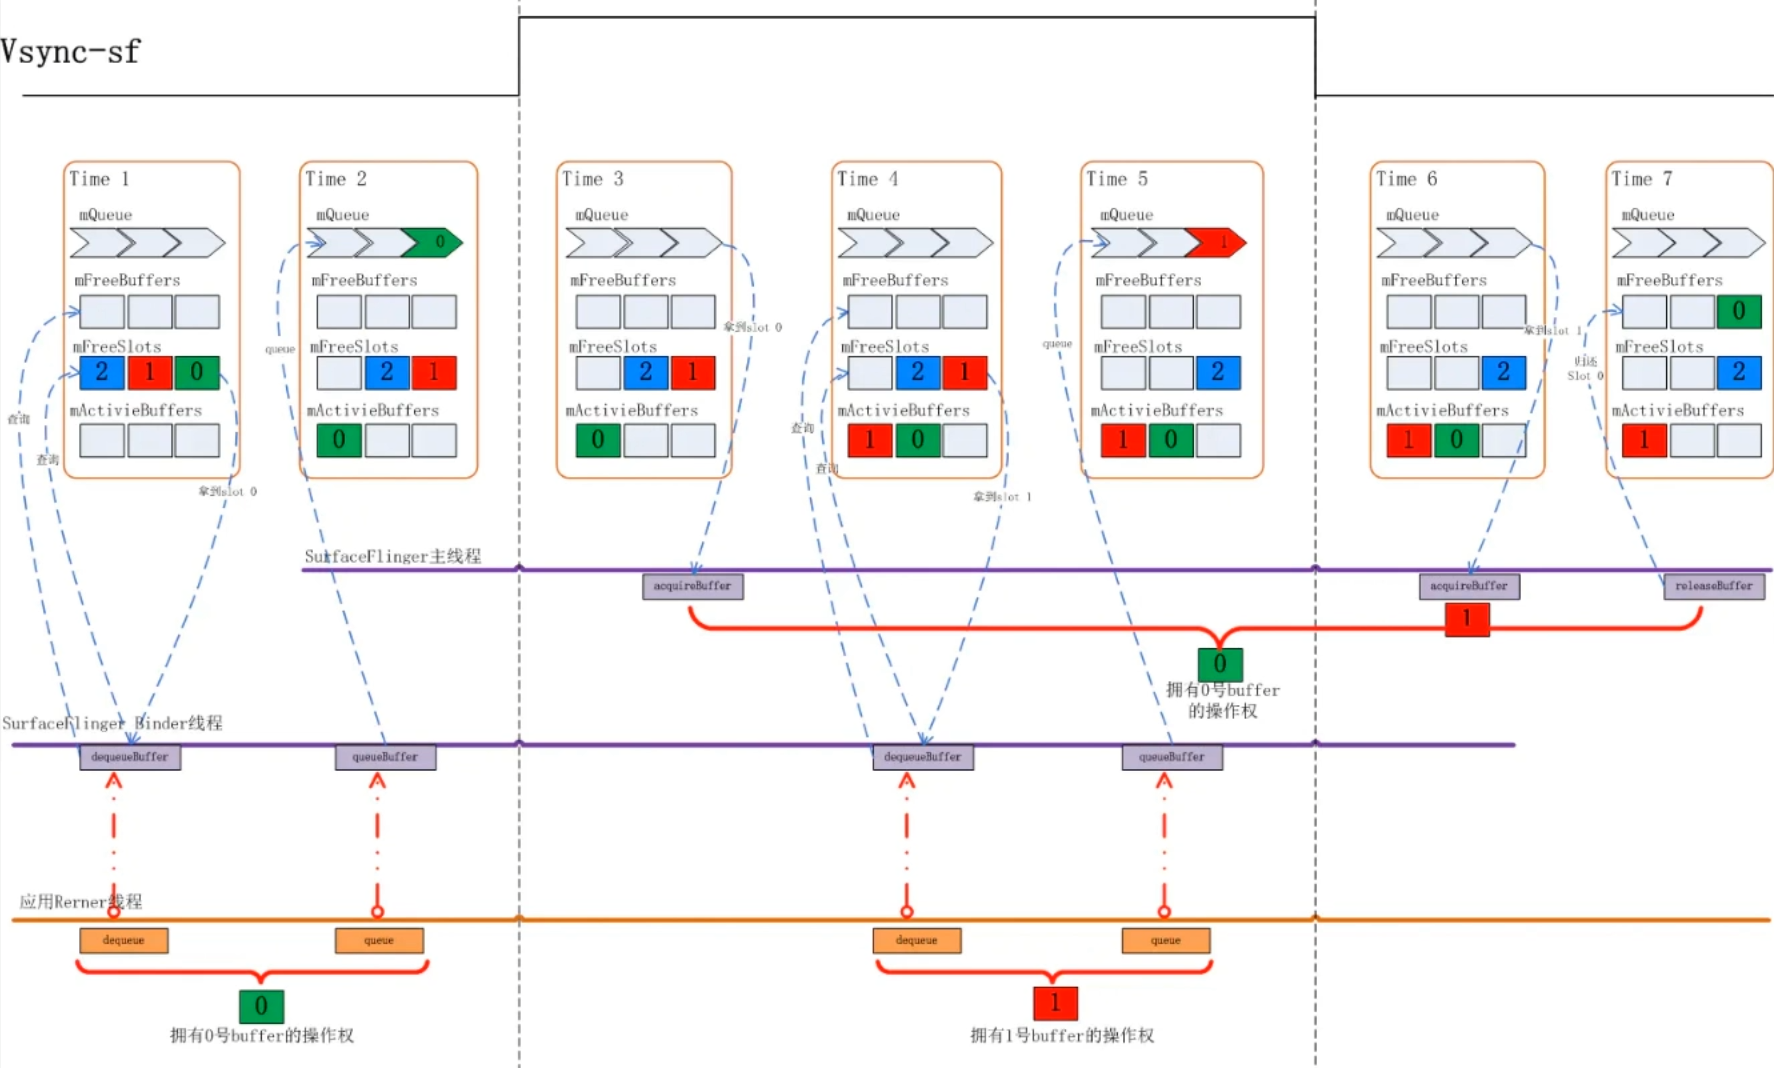 Vsync-sf
Time 1
mQueue
mFreeBuffers
mFreeSlots
2 1 0
mActivieBuffers
查询
查询
拿到slot 0
Time 2
mQueue
0
mFreeBuffers
mFreeSlots
2 1
mActivieBuffers
0
queue
Time 3
mQueue
mFreeBuffers
mFreeSlots
2 1
mActivieBuffers
0
拿到slot 0
Time 4
mQueue
mFreeBuffers
mFreeSlots
2 1
mActivieBuffers
1 0
查询
查询
拿到slot 1
Time 5
mQueue
1
mFreeBuffers
mFreeSlots
2
mActivieBuffers
1 0
queue
Time 6
mQueue
mFreeBuffers
mFreeSlots
2
mActivieBuffers
1 0
拿到slot 1
Time 7
mQueue
mFreeBuffers
0
mFreeSlots
2
mActivieBuffers
1
归还
Slot 0
SurfaceFlinger主线程
acquireBuffer
acquireBuffer
releaseBuffer
1
0
拥有0号buffer
的操作权
SurfaceFlinger Binder线程
dequeueBuffer
queueBuffer
dequeueBuffer
queueBuffer
应用Rerner线程
dequeue
queue
dequeue
queue
0
拥有0号buffer的操作权
1
拥有1号buffer的操作权